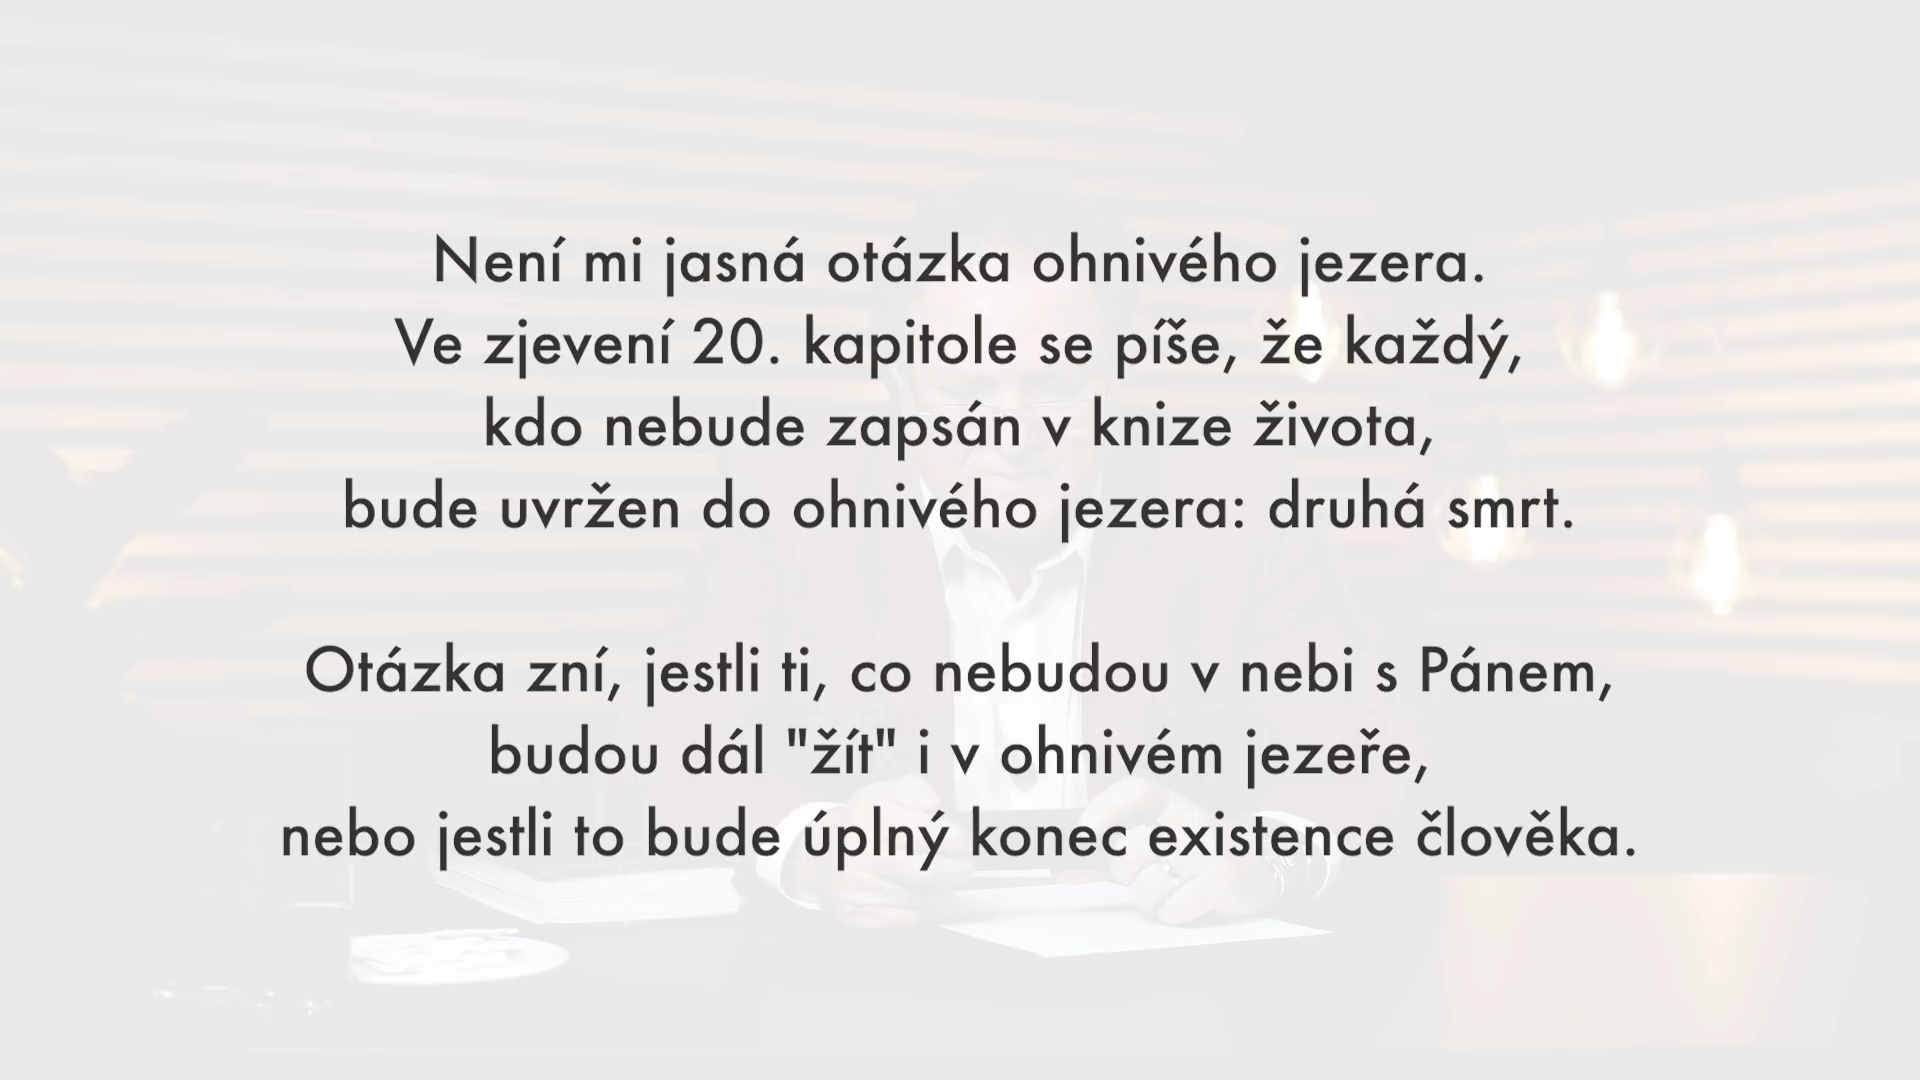 Není mi jasná otázka ohnivého jezera.
Ve zjevení 20. kapitole se píše, že každý,
kdo nebude zapsán v knize života,
bude uvržen do ohnivého jezera: druhá smrt.
Otázka zní, jestli ti, co nebudou v nebi s Pánem,
budou dál "žít" i v ohnivém jezeře,
nebo jestli to bude úplný konec existence člověka.